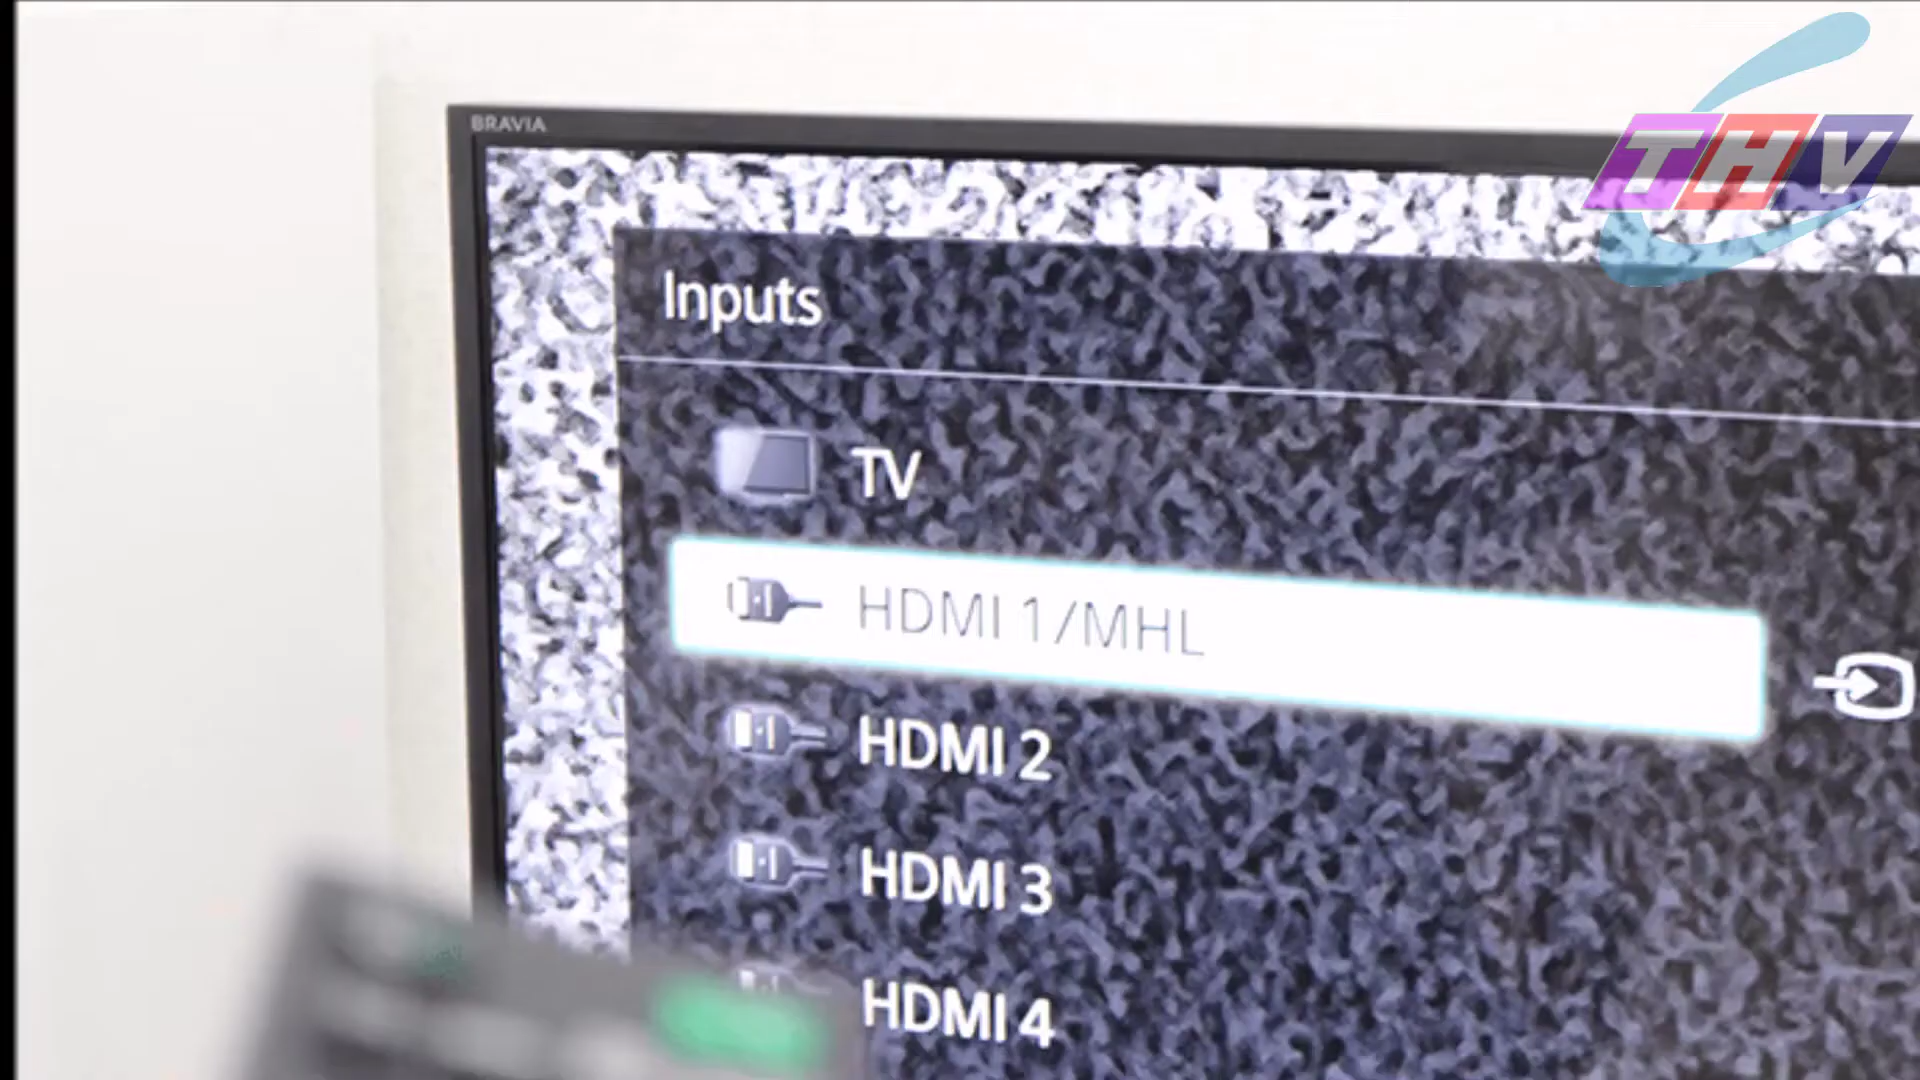 THV
BRAVIA
Inputs
TV
HDMI 1/MHL
HDMI 2
HDMI 3
HDMI 4